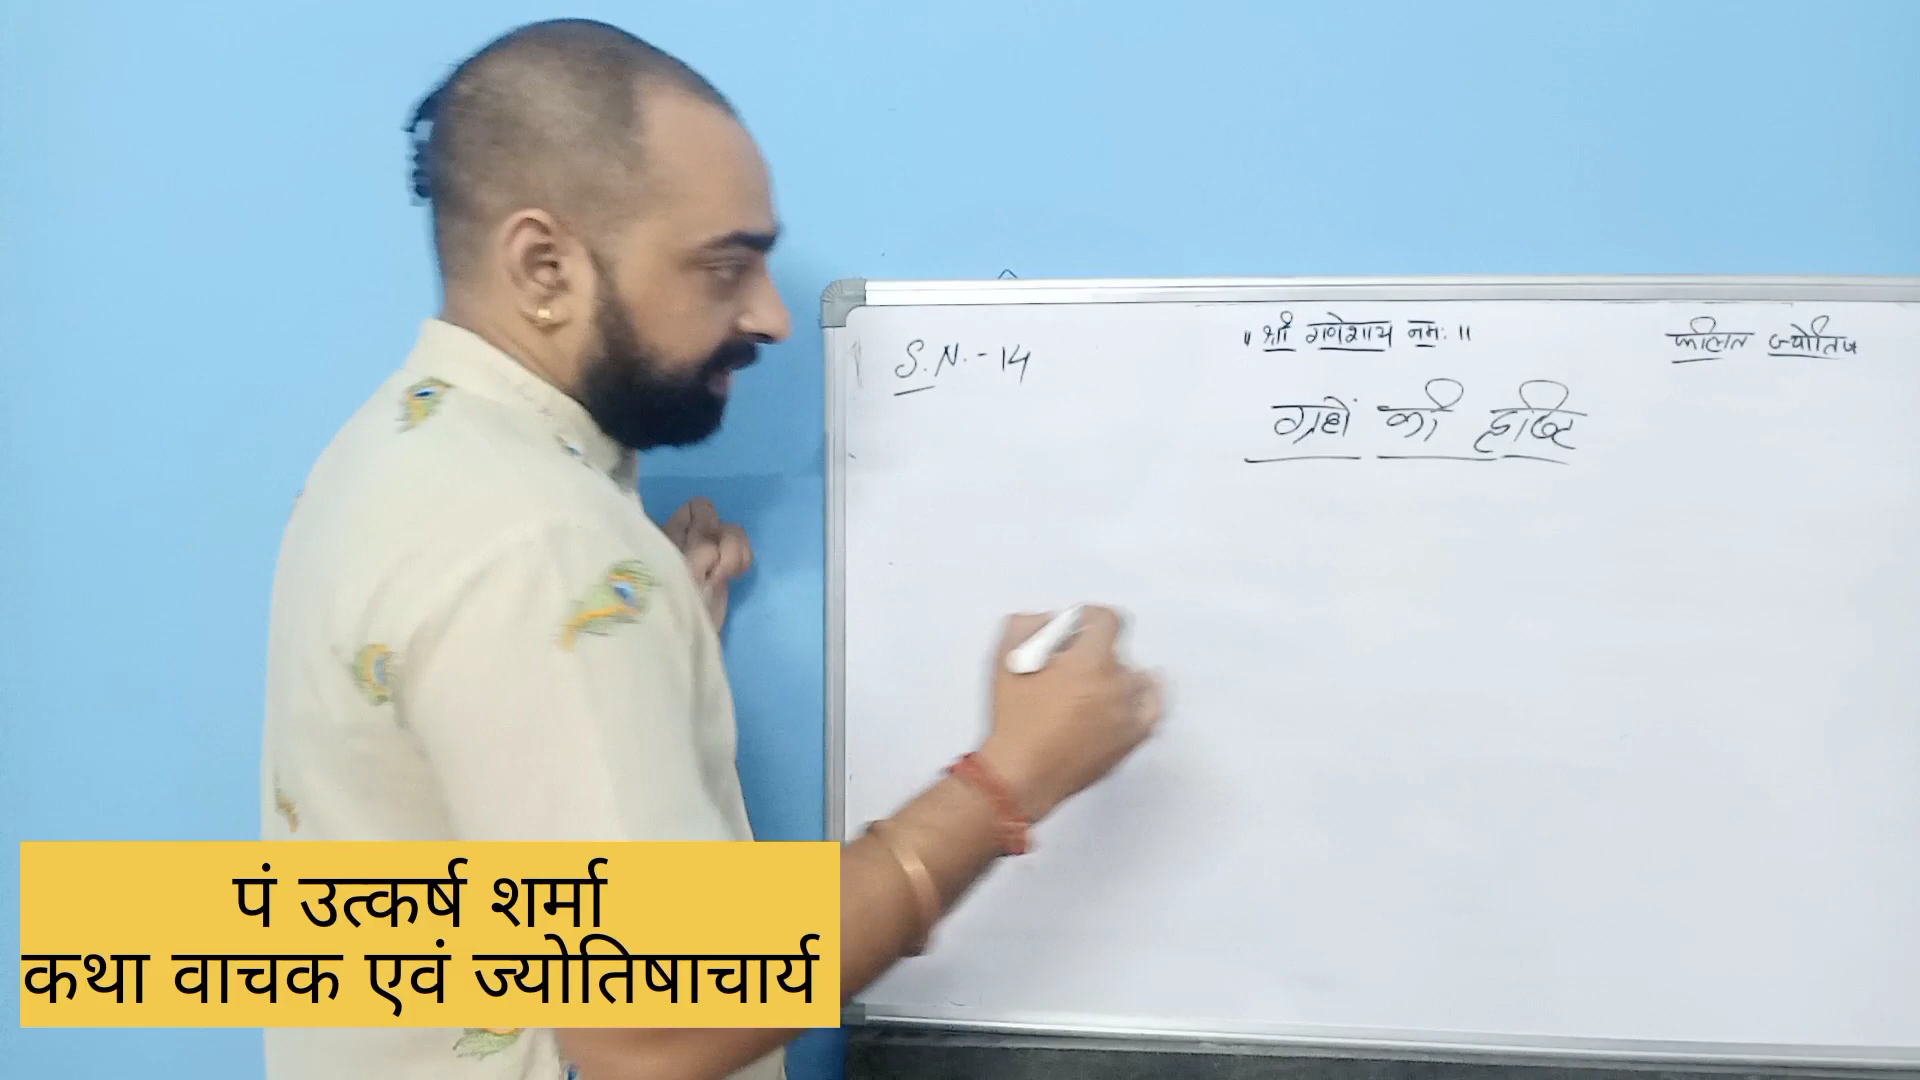 S.N.-14
॥ श्री गणेशाय नमः ॥
फलित ज्योतिष
ग्रहों की दृष्टि
पं उत्कर्ष शर्मा
कथा वाचक एवं ज्योतिषाचार्य